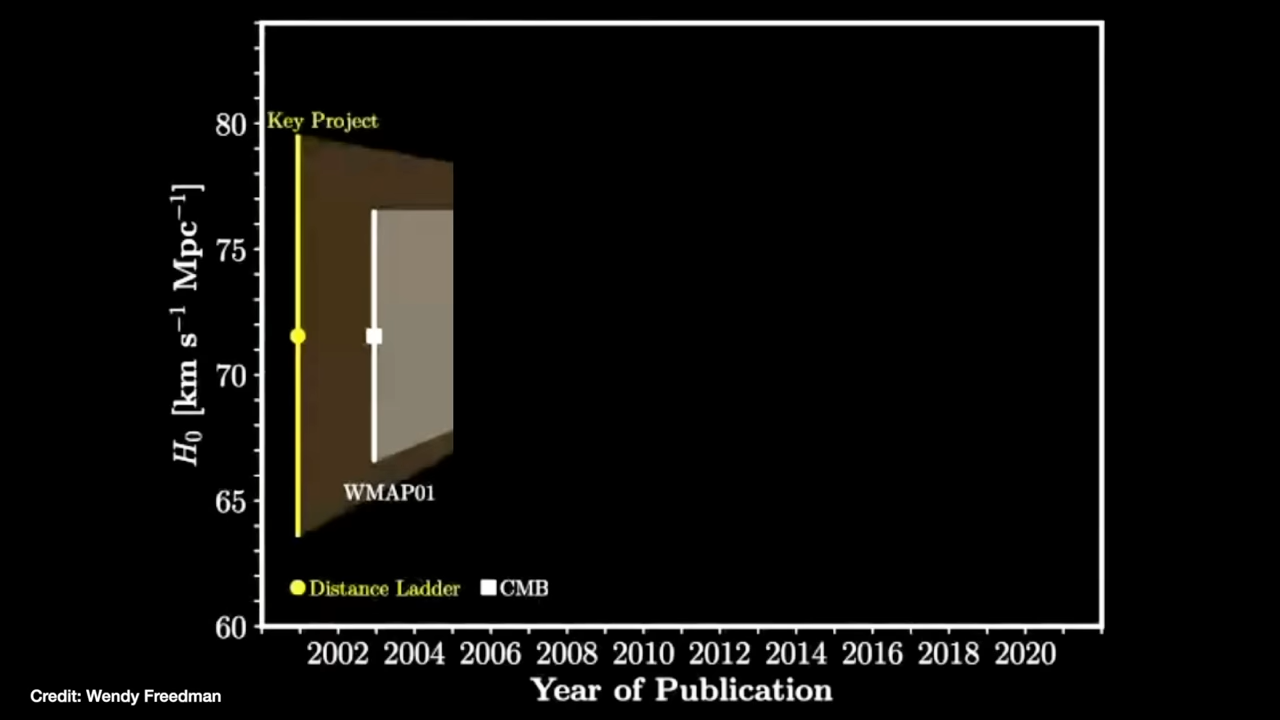 Key Project
80
75
70
65
60
H₀ [km s⁻¹ Mpc⁻¹]
WMAP01
Distance Ladder CMB
2002 2004 2006 2008 2010 2012 2014 2016 2018 2020
Year of Publication
Credit: Wendy Freedman